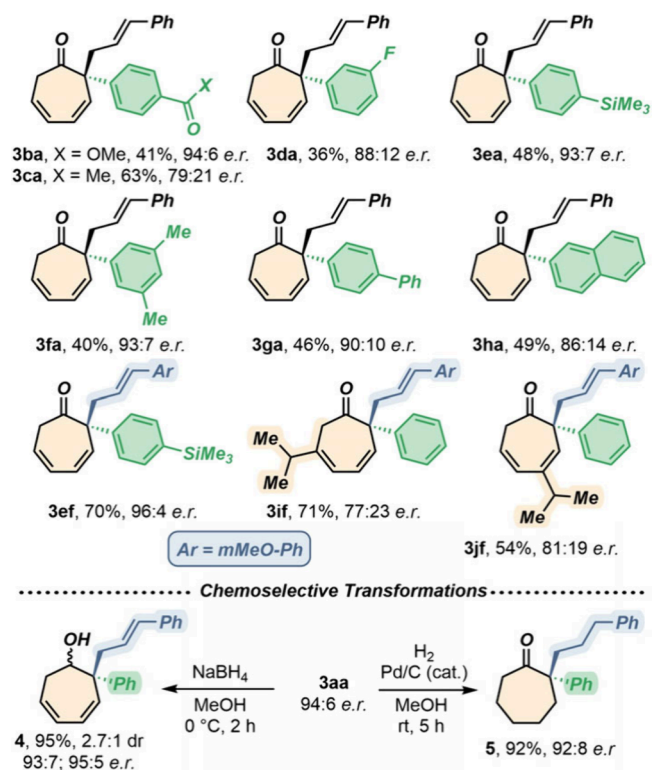 O Ph
X
O
3ba, X = OMe, 41%, 94:6 e.r.
3ca, X = Me, 63%, 79:21 e.r.
O Ph
F
3da, 36%, 88:12 e.r.
O Ph
SiMe3
3ea, 48%, 93:7 e.r.
O Ph
Me
Me
3fa, 40%, 93:7 e.r.
O Ph
Ph
3ga, 46%, 90:10 e.r.
O Ph
3ha, 49%, 86:14 e.r.
O Ar
SiMe3
3ef, 70%, 96:4 e.r.
O Ar
Me
Me
3if, 71%, 77:23 e.r.
O Ar
Me
Me
3jf, 54%, 81:19 e.r.
Ar = mMeO-Ph
Chemoselective Transformations
OH Ph
Ph
4, 95%, 2.7:1 dr
93:7; 95:5 e.r.
NaBH4
MeOH
0 °C, 2 h
3aa
94:6 e.r.
H2
Pd/C (cat.)
MeOH
rt, 5 h
O Ph
Ph
5, 92%, 92:8 e.r